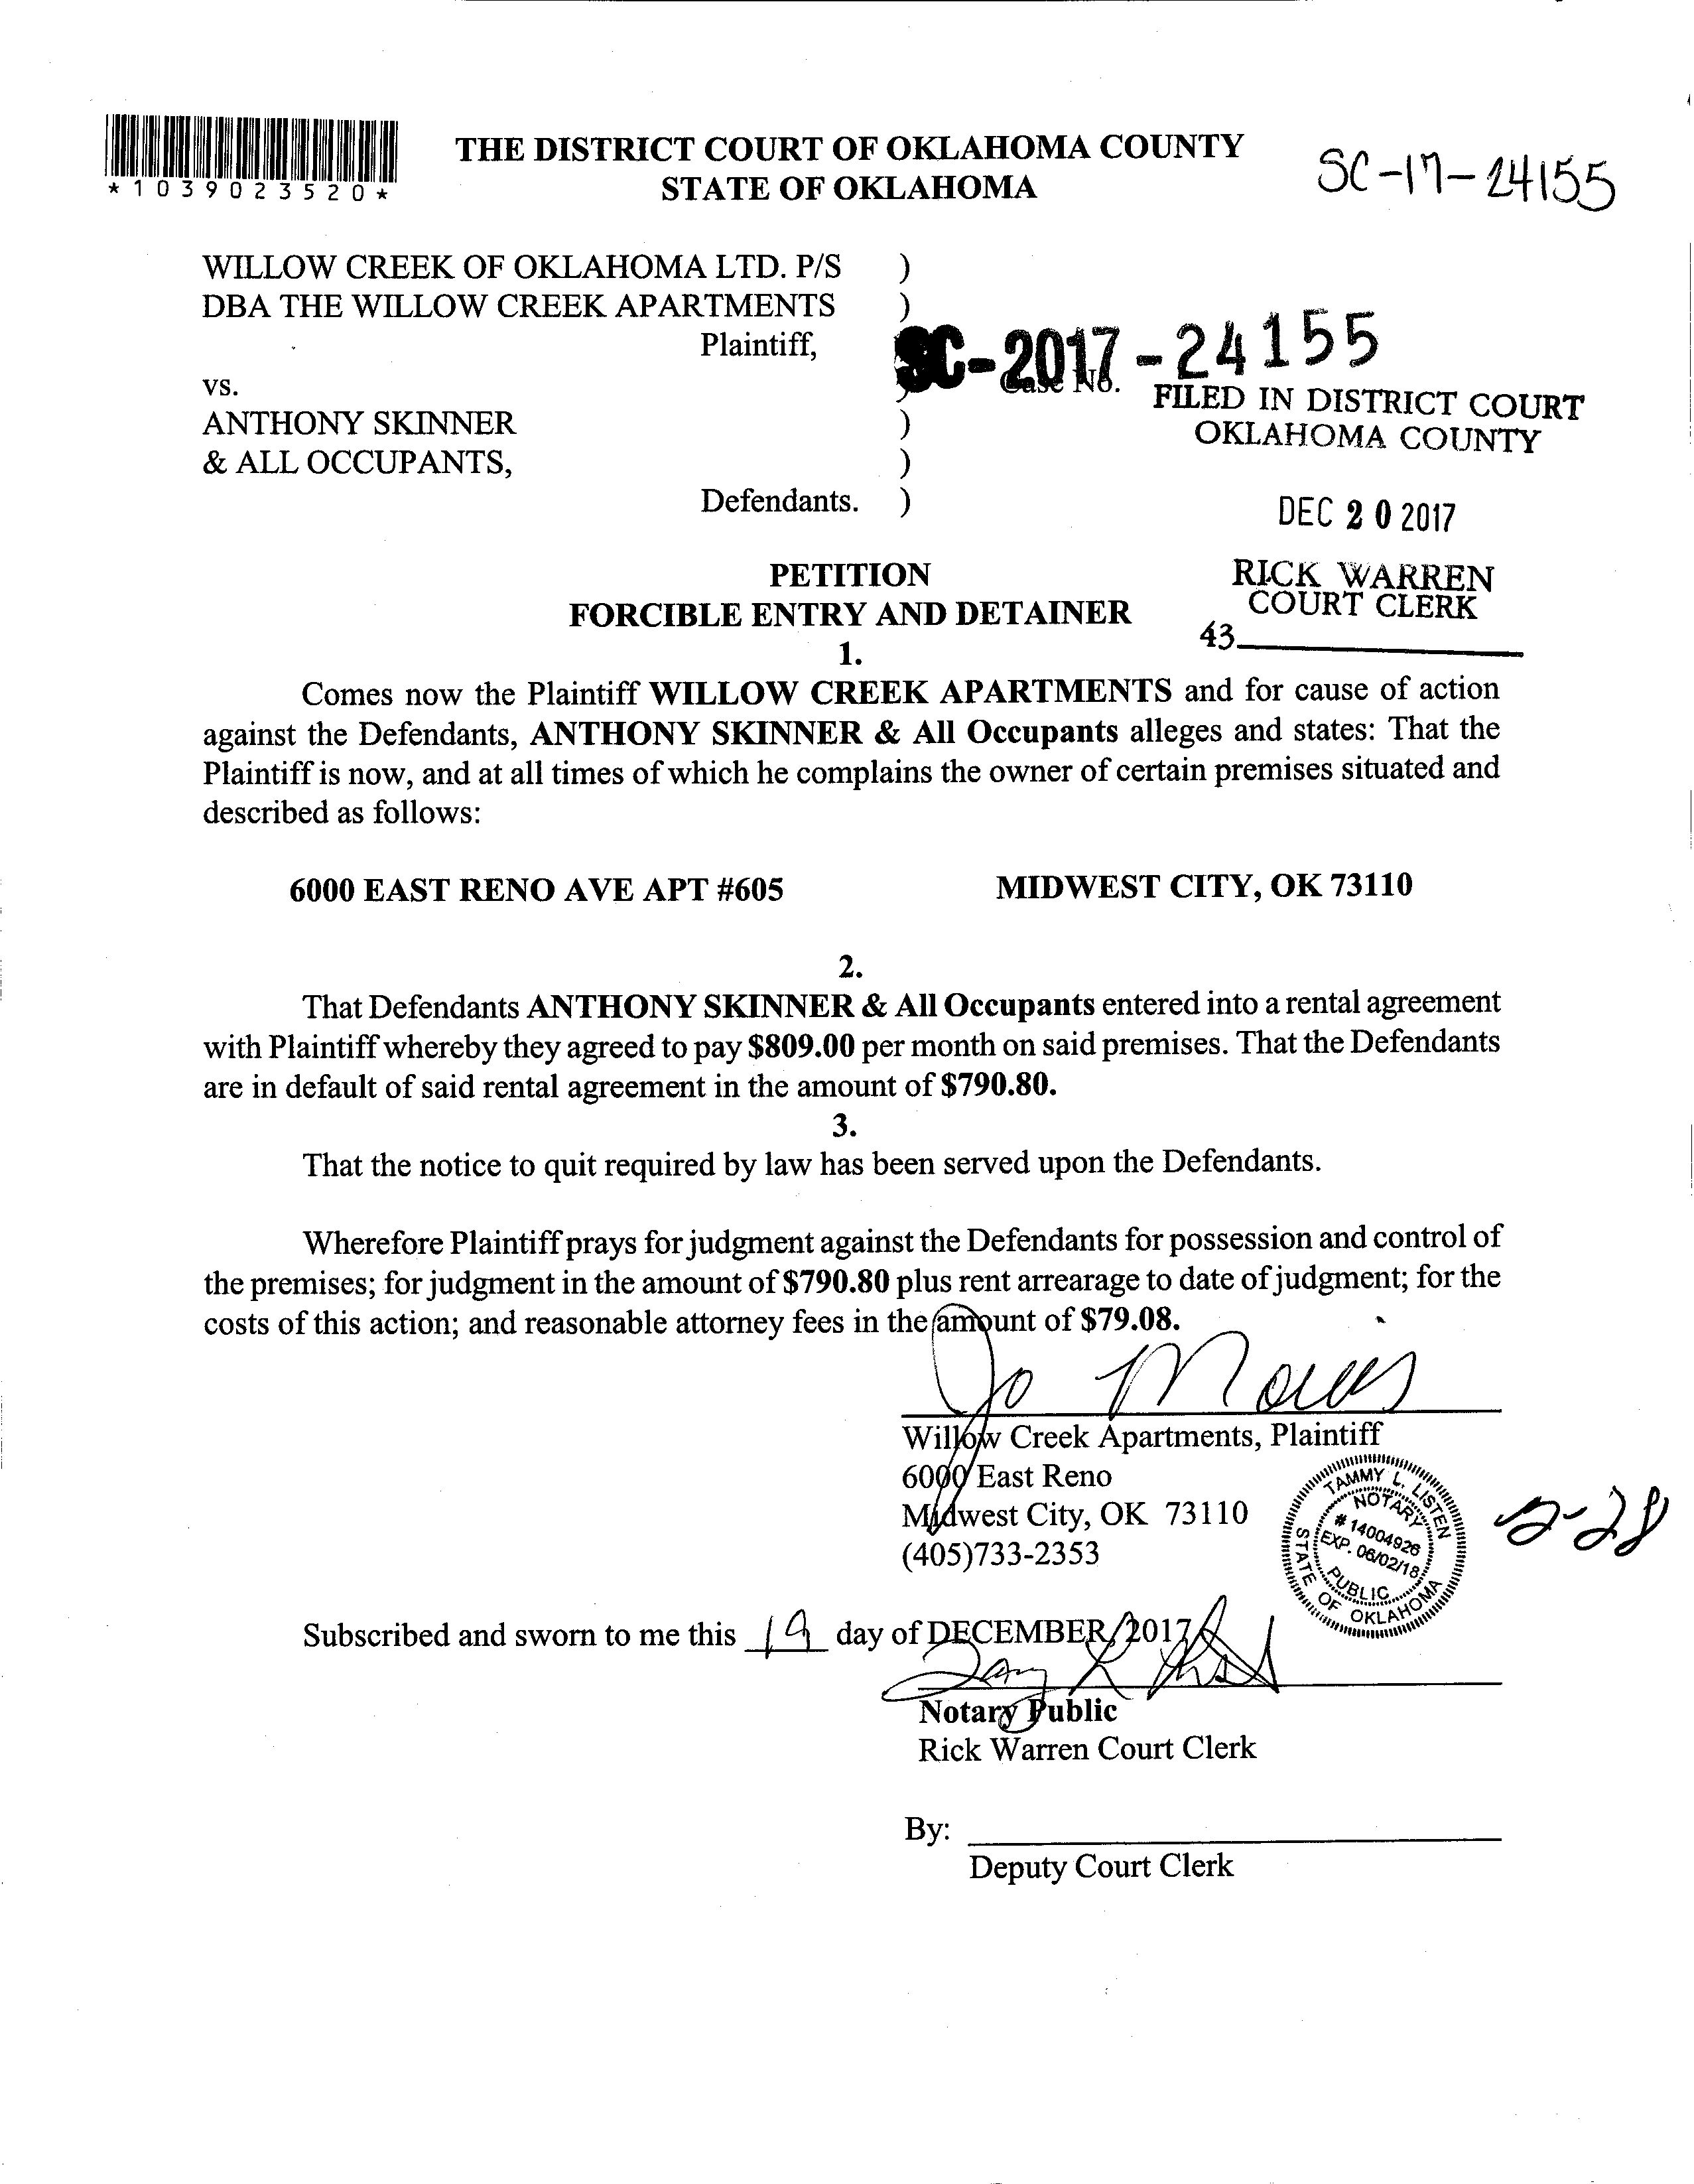 *1039023520*
THE DISTRICT COURT OF OKLAHOMA COUNTY
STATE OF OKLAHOMA
SC-17-24155
WILLOW CREEK OF OKLAHOMA LTD. P/S )
DBA THE WILLOW CREEK APARTMENTS )
Plaintiff,
SC-2017-24155
vs.
Case No.
FILED IN DISTRICT COURT
OKLAHOMA COUNTY
ANTHONY SKINNER )
& ALL OCCUPANTS, )
Defendants. )
DEC 20 2017
RICK WARREN
COURT CLERK
43
PETITION
FORCIBLE ENTRY AND DETAINER
1.
Comes now the Plaintiff WILLOW CREEK APARTMENTS and for cause of action
against the Defendants, ANTHONY SKINNER & All Occupants alleges and states: That the
Plaintiff is now, and at all times of which he complains the owner of certain premises situated and
described as follows:
6000 EAST RENO AVE APT #605 MIDWEST CITY, OK 73110
2.
That Defendants ANTHONY SKINNER & All Occupants entered into a rental agreement
with Plaintiff whereby they agreed to pay $809.00 per month on said premises. That the Defendants
are in default of said rental agreement in the amount of $790.80.
3.
That the notice to quit required by law has been served upon the Defendants.
Wherefore Plaintiff prays for judgment against the Defendants for possession and control of
the premises; for judgment in the amount of $790.80 plus rent arrearage to date of judgment; for the
costs of this action; and reasonable attorney fees in the amount of $79.08.
Jo
Willow Creek Apartments, Plaintiff
6000 East Reno
Midwest City, OK 73110
(405)733-2353
TAMMY L. LISTEN
NOTARY
# 14004926
EXP. 06/02/18
PUBLIC
STATE OF OKLAHOMA
Subscribed and sworn to me this 19 day of DECEMBER, 2017
Notary Public
Rick Warren Court Clerk
By:
Deputy Court Clerk